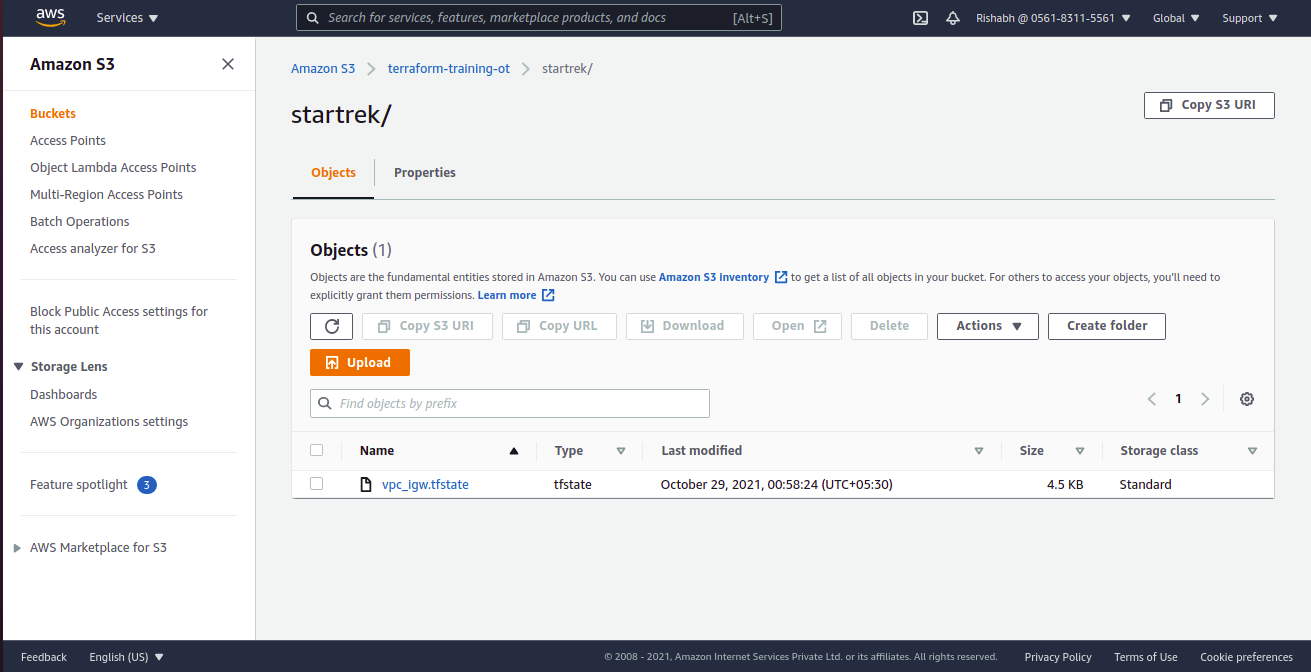 aws Services Search for services, features, marketplace products, and docs [Alt+S] Rishabh @ 0561-8311-5561 Global Support
Amazon S3
Buckets
Access Points
Object Lambda Access Points
Multi-Region Access Points
Batch Operations
Access analyzer for S3
Block Public Access settings for
this account
Storage Lens
Dashboards
AWS Organizations settings
Feature spotlight 3
AWS Marketplace for S3
Amazon S3 terraform-training-ot startrek/
startrek/
Copy S3 URI
Objects Properties
Objects (1)
Objects are the fundamental entities stored in Amazon S3. You can use Amazon S3 inventory to get a list of all objects in your bucket. For others to access your objects, you'll need to
explicitly grant them permissions. Learn more
Copy S3 URI Copy URL Download Open Delete Actions Create folder
Upload
Find objects by prefix 1
Name Type Last modified Size Storage class
vpc_igw.tfstate tfstate October 29, 2021, 00:58:24 (UTC+05:30) 4.5 KB Standard
Feedback English (US) © 2008 - 2021, Amazon Internet Services Private Ltd. or its affiliates. All rights reserved. Privacy Policy Terms of Use Cookie preferences